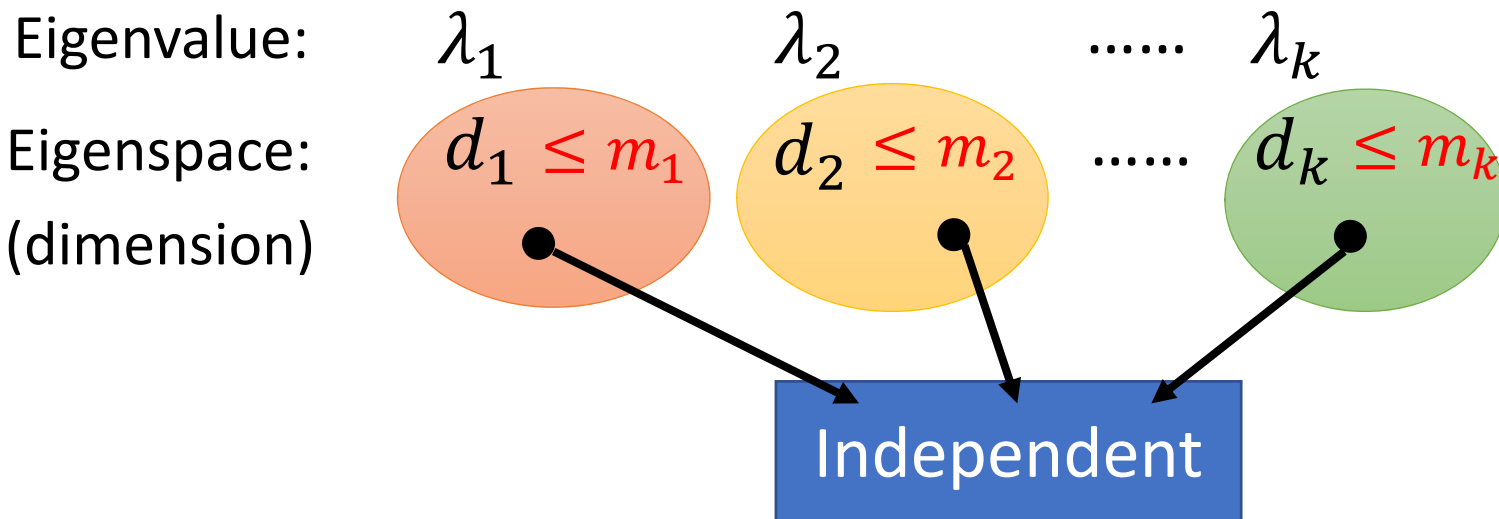 Eigenvalue: λ₁ λ₂ …… λₖ
Eigenspace: d₁ ≤ m₁ d₂ ≤ m₂ …… dₖ ≤ mₖ
(dimension)
Independent